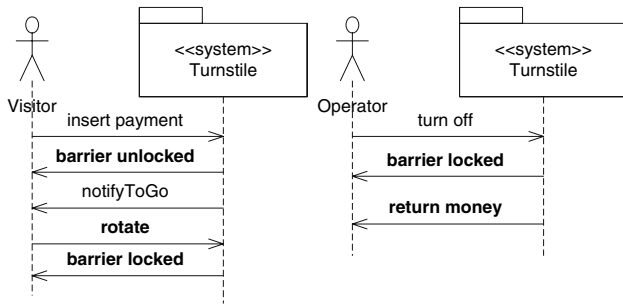 <<system>>
Turnstile
Visitor
insert payment
barrier unlocked
notifyToGo
rotate
barrier locked
<<system>>
Turnstile
Operator
turn off
barrier locked
return money